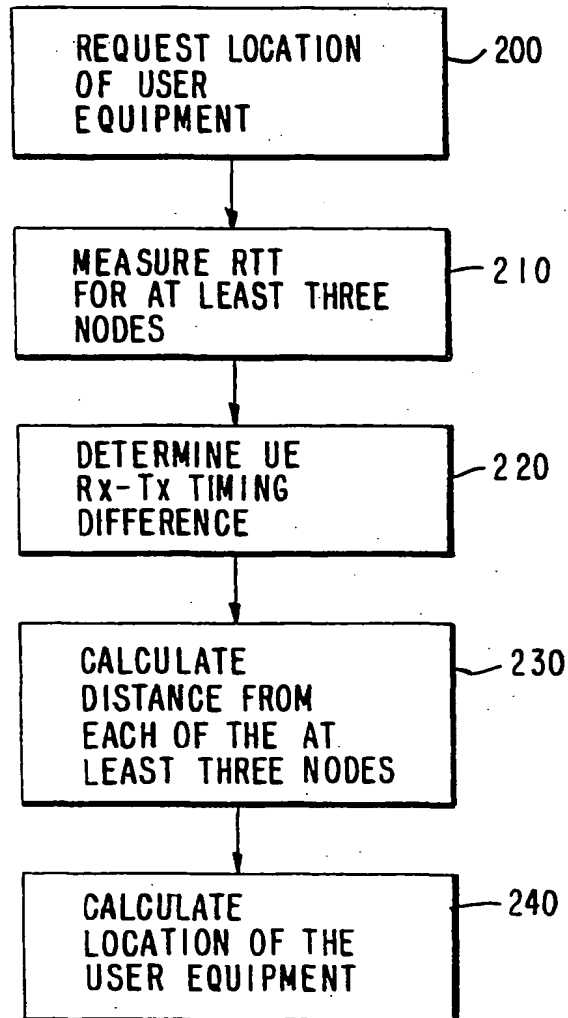 REQUEST LOCATION
OF USER
EQUIPMENT
200
MEASURE RTT
FOR AT LEAST THREE
NODES
210
DETERMINE UE
Rx-Tx TIMING
DIFFERENCE
220
CALCULATE
DISTANCE FROM
EACH OF THE AT
LEAST THREE NODES
230
CALCULATE
LOCATION OF THE
USER EQUIPMENT
240